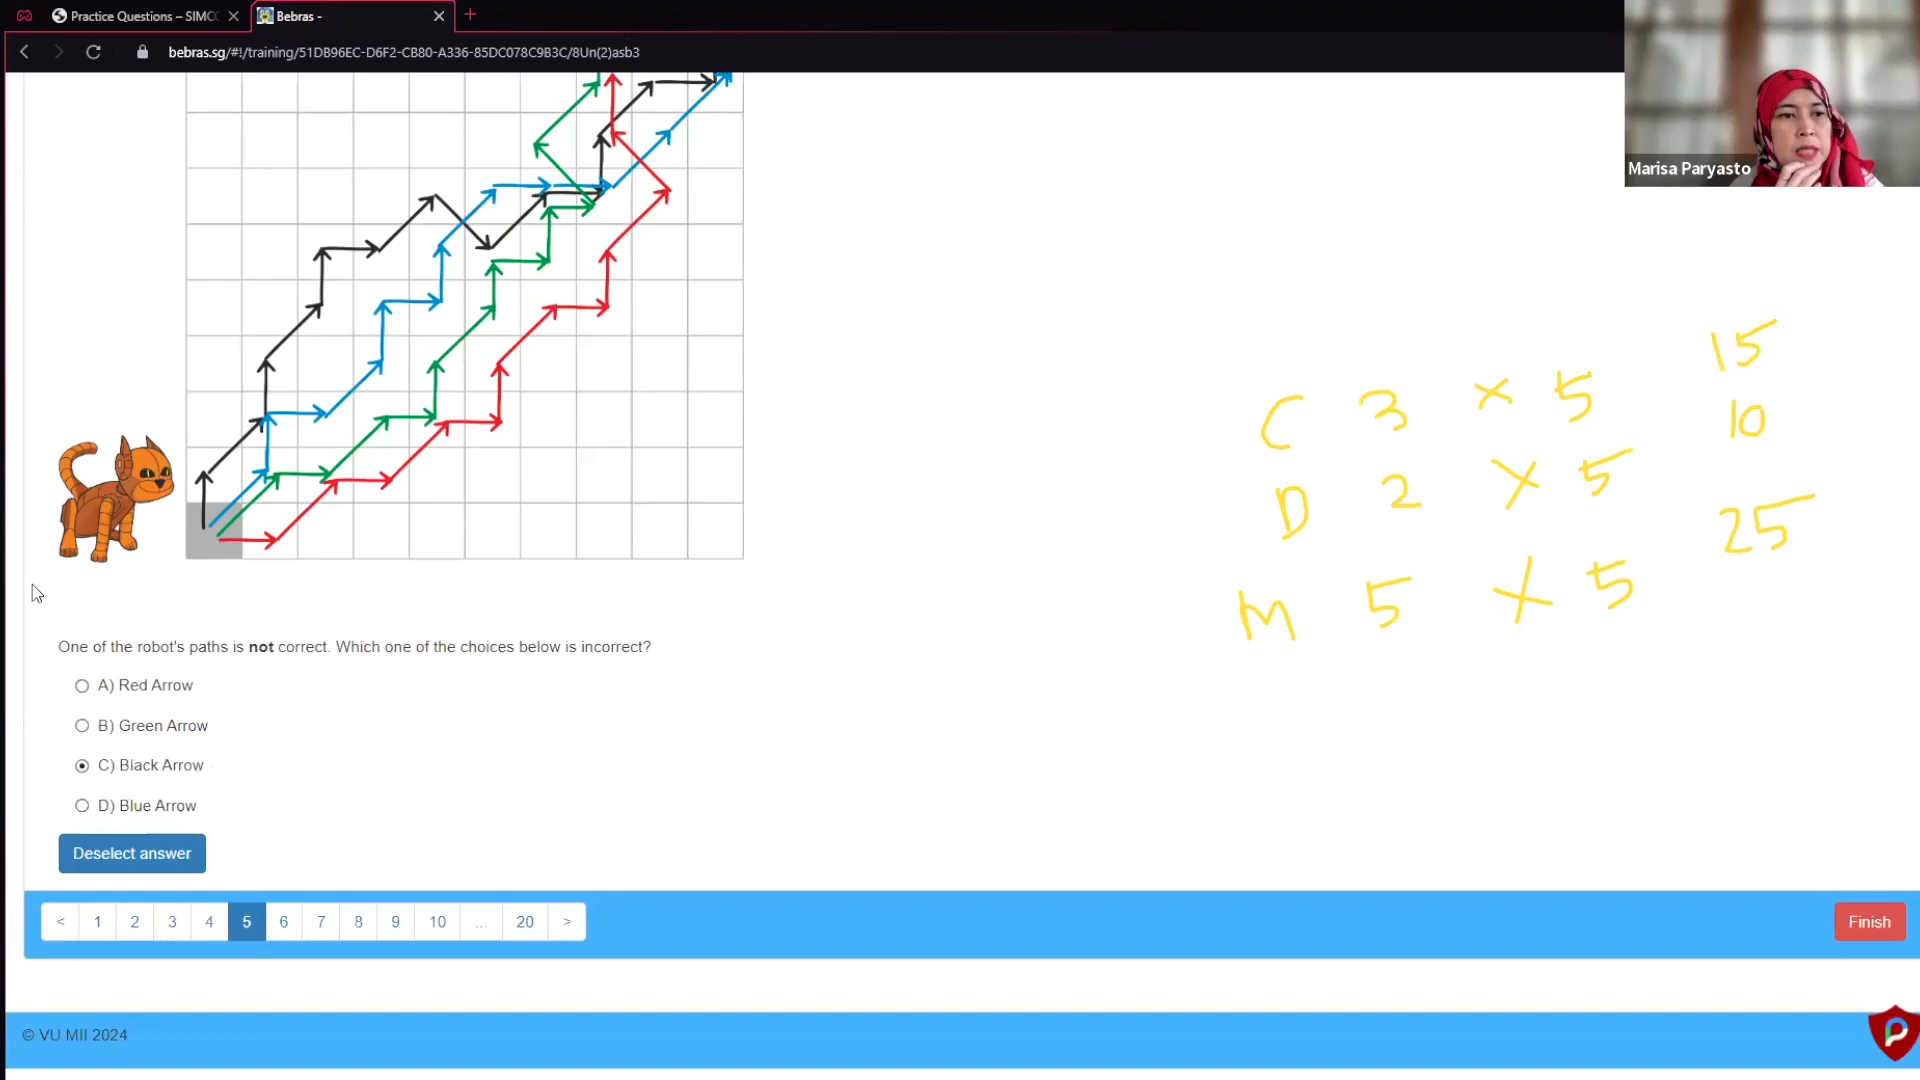 Practice Questions – SIMCC
Bebras -
bebras.sg/#!/training/51DB96EC-D6F2-CB80-A336-85DC078C9B3C/8Un(2)asb3
Marisa Paryasto
15
C 3 × 5
10
D 2 × 5
25
M 5 × 5
One of the robot's paths is not correct. Which one of the choices below is incorrect?
A) Red Arrow
B) Green Arrow
C) Black Arrow
D) Blue Arrow
Deselect answer
< 1 2 3 4 5 6 7 8 9 10 ... 20 >
Finish
© VU MII 2024